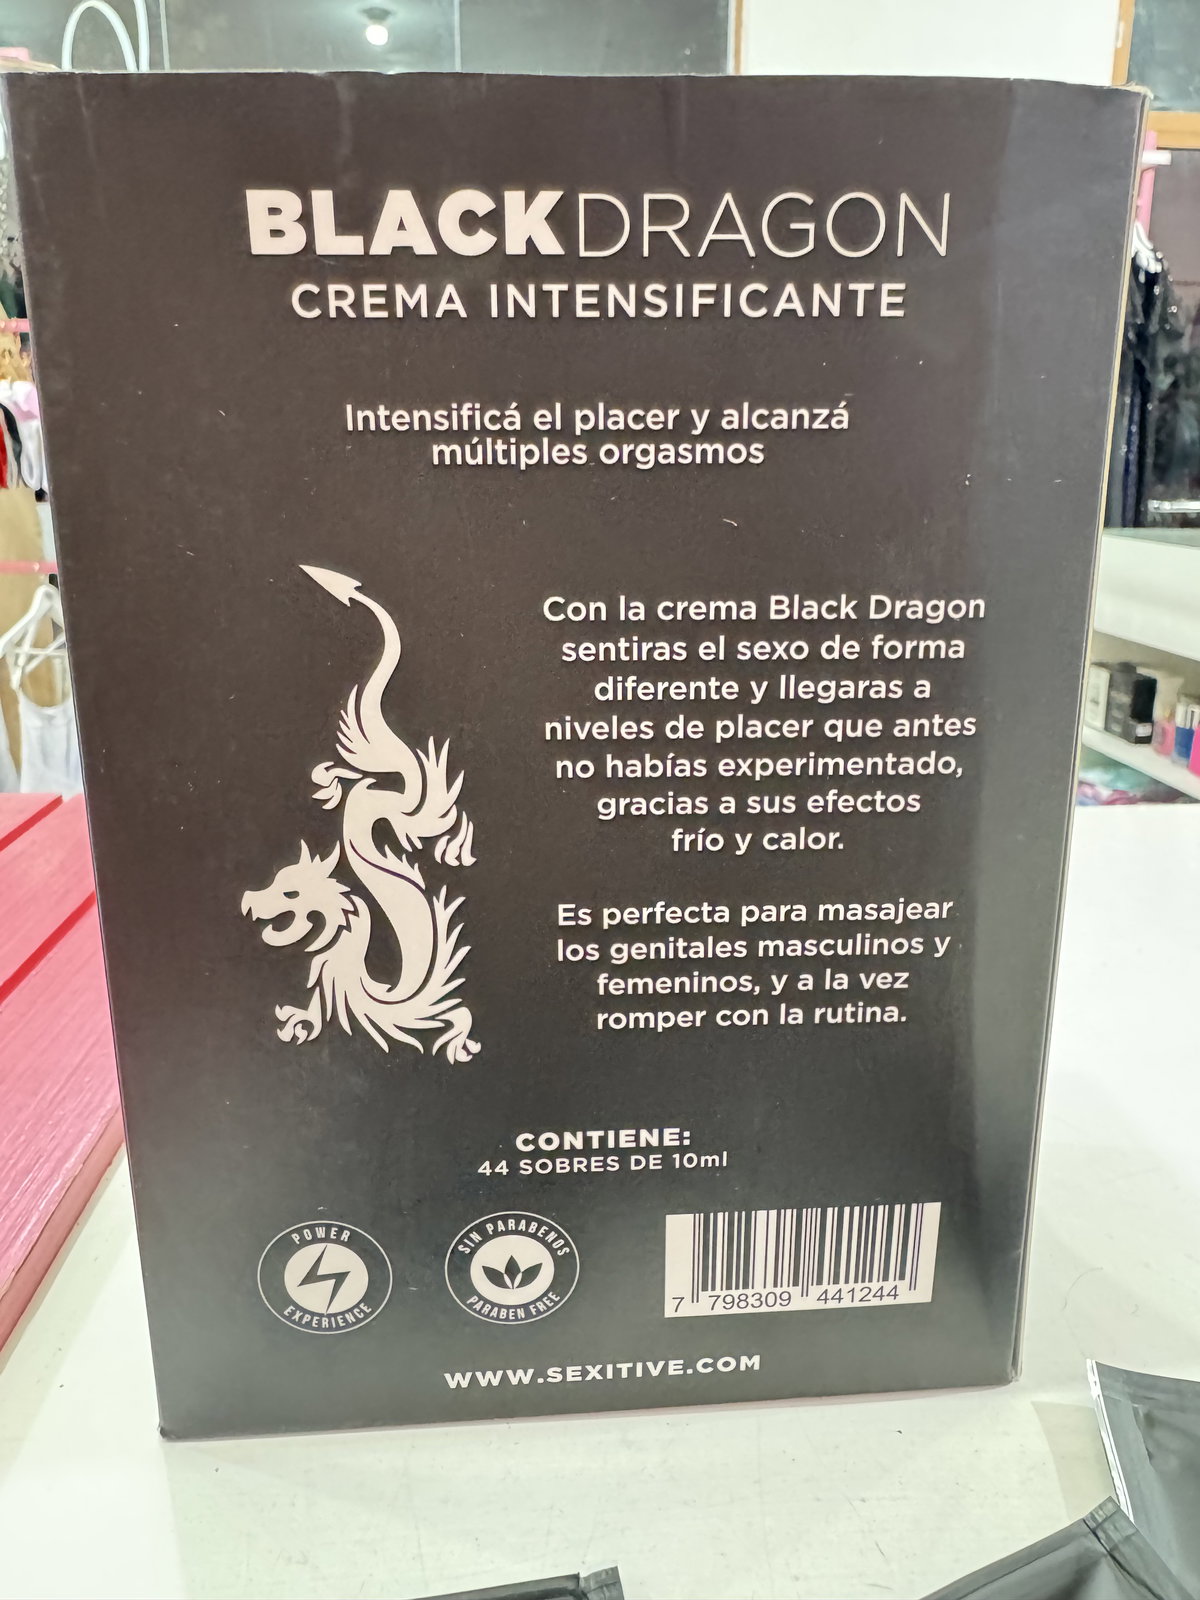 BLACKDRAGON
CREMA INTENSIFICANTE
Intensificá el placer y alcanzá
múltiples orgasmos
Con la crema Black Dragon
sentiras el sexo de forma
diferente y llegaras a
niveles de placer que antes
no habías experimentado,
gracias a sus efectos
frío y calor.
Es perfecta para masajear
los genitales masculinos y
femeninos, y a la vez
romper con la rutina.
CONTIENE:
44 SOBRES DE 10ml
POWER
EXPERIENCE
SIN PARABENOS
PARABEN FREE
7 798309 441244
WWW.SEXITIVE.COM